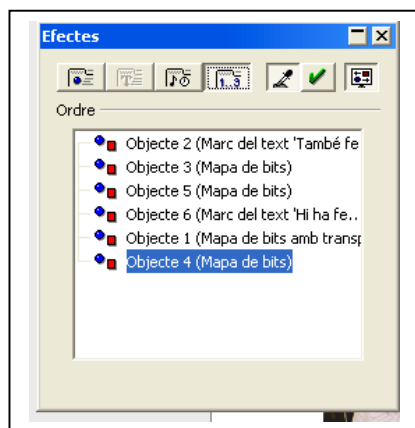 Efectes
1..3
Ordre
Objecte 2 (Marc del text 'També fe
Objecte 3 (Mapa de bits)
Objecte 5 (Mapa de bits)
Objecte 6 (Marc del text 'Hi ha fe..
Objecte 1 (Mapa de bits amb transp
Objecte 4 (Mapa de bits)